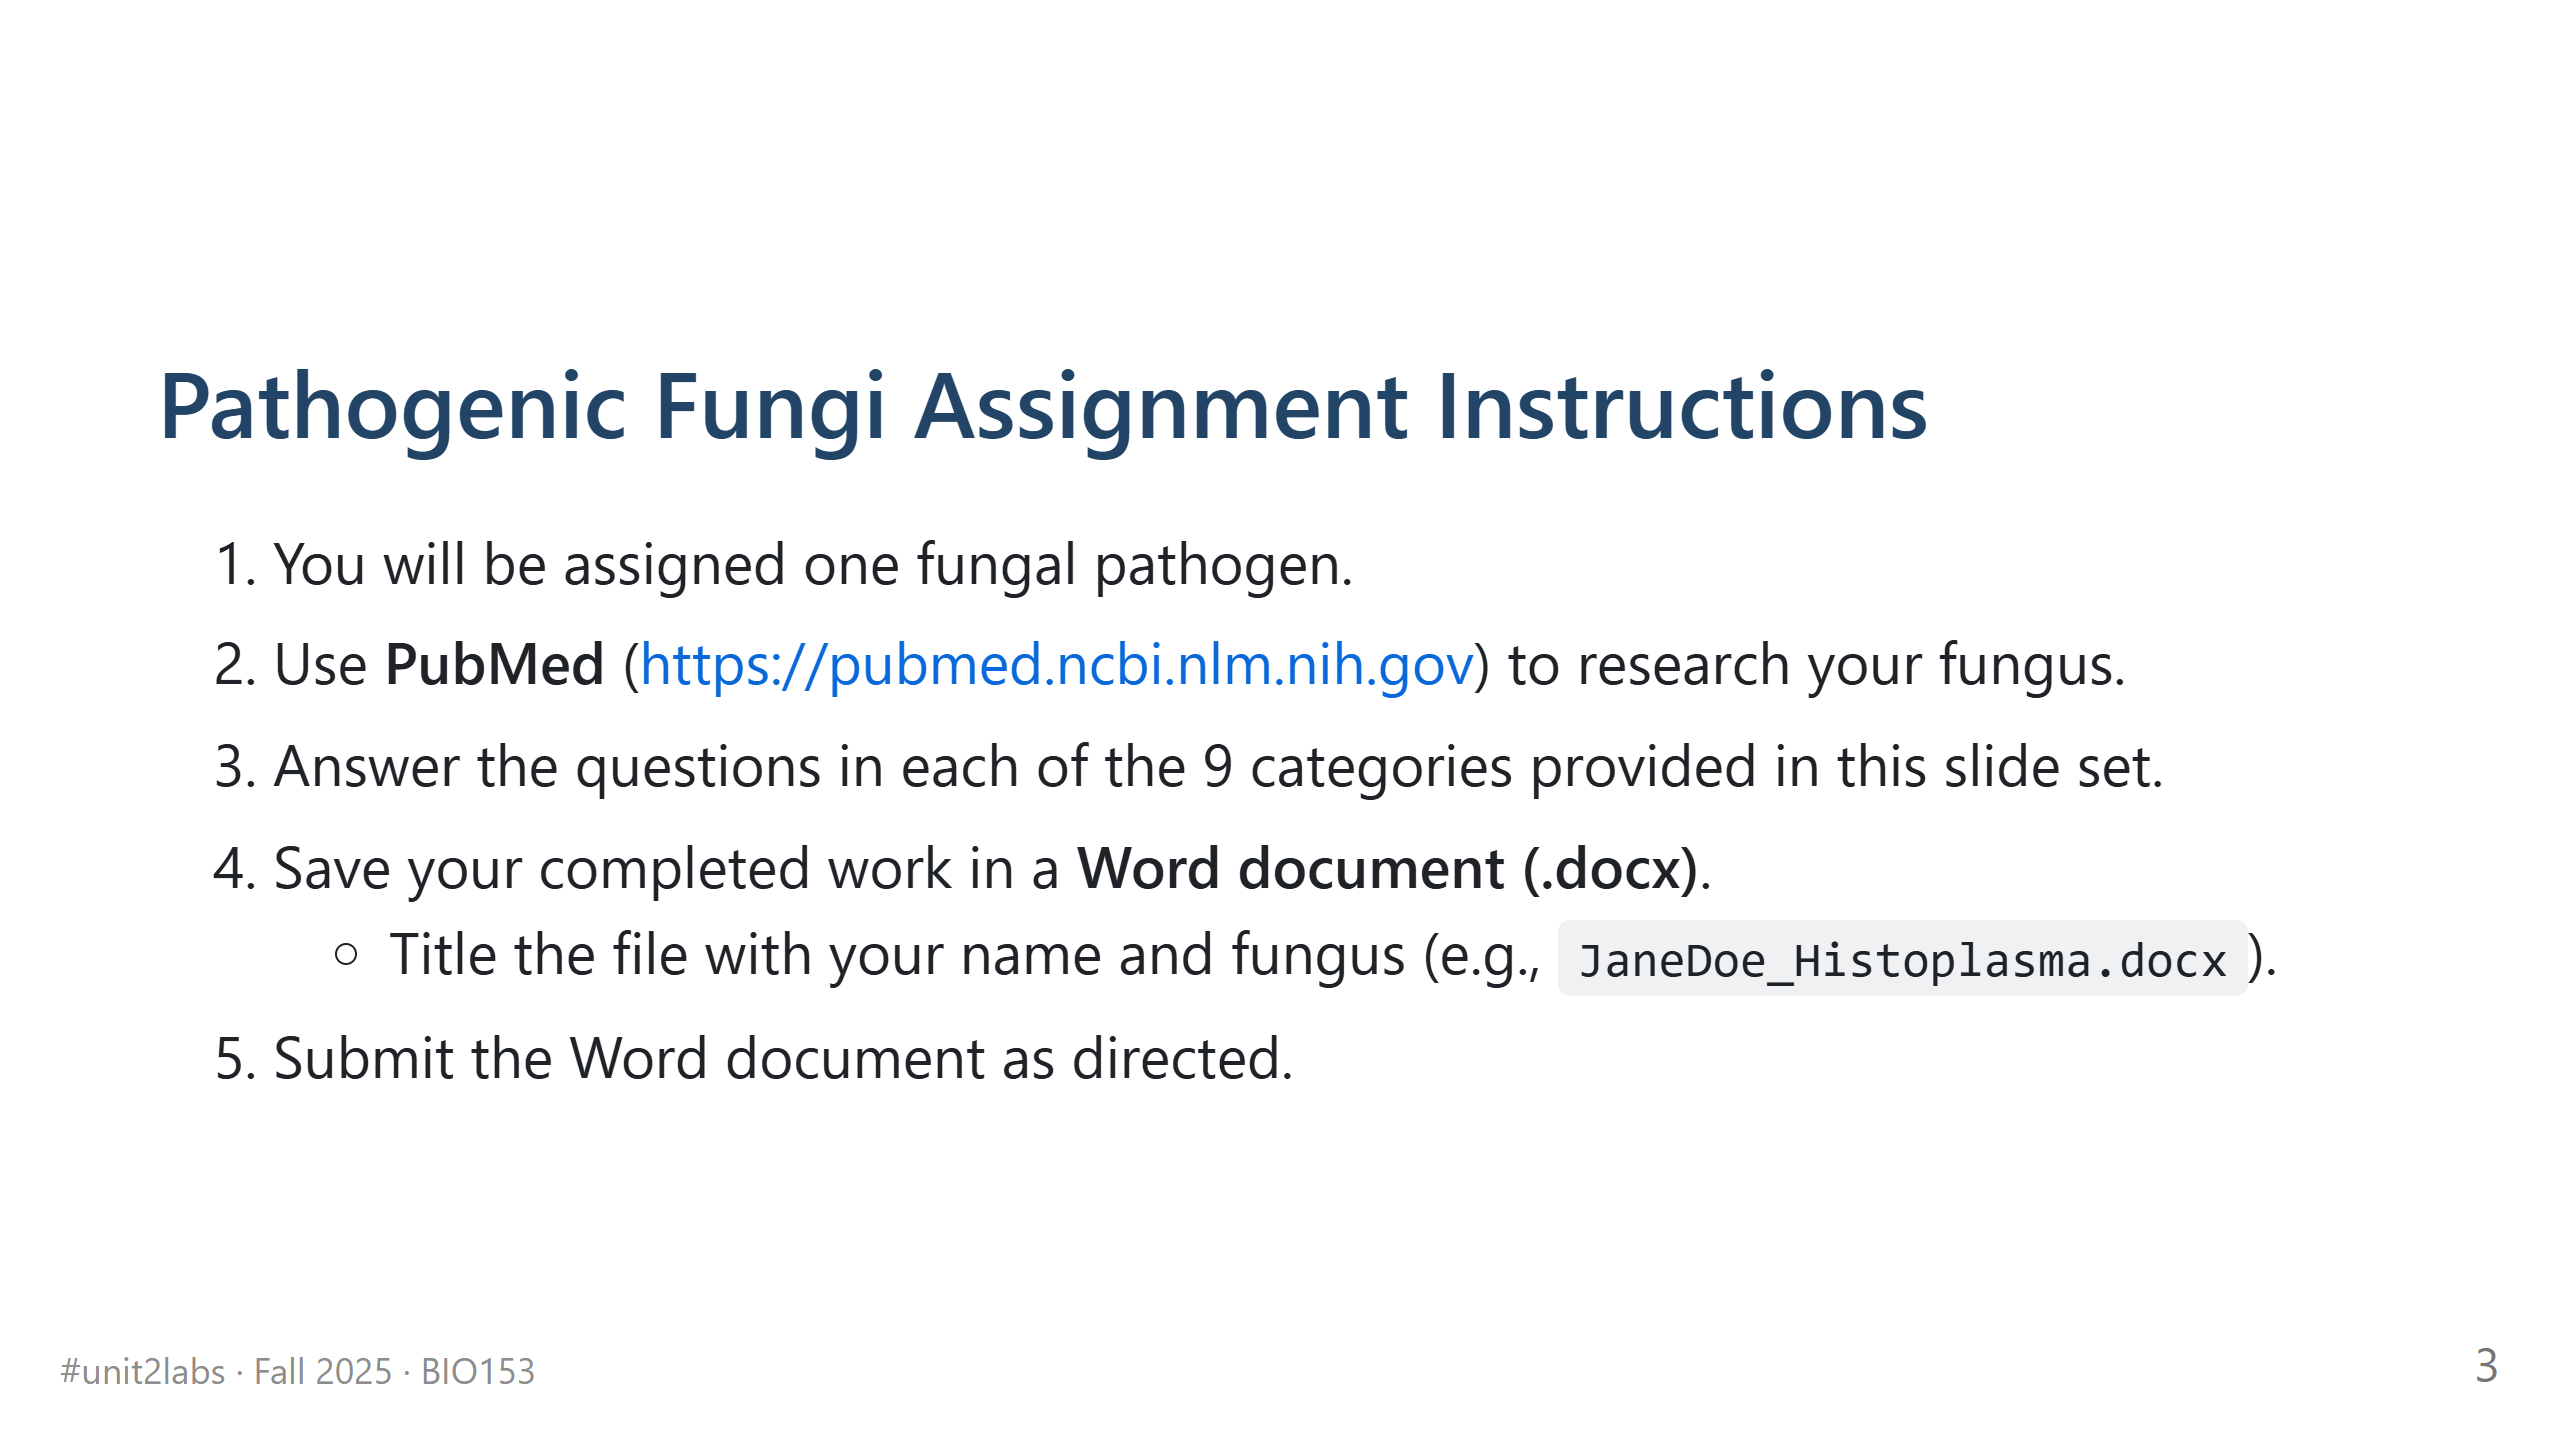 Pathogenic Fungi Assignment Instructions
1. You will be assigned one fungal pathogen.
2. Use PubMed (https://pubmed.ncbi.nlm.nih.gov) to research your fungus.
3. Answer the questions in each of the 9 categories provided in this slide set.
4. Save your completed work in a Word document (.docx).
○ Title the file with your name and fungus (e.g., JaneDoe_Histoplasma.docx).
5. Submit the Word document as directed.
#unit2labs · Fall 2025 · BIO153
3